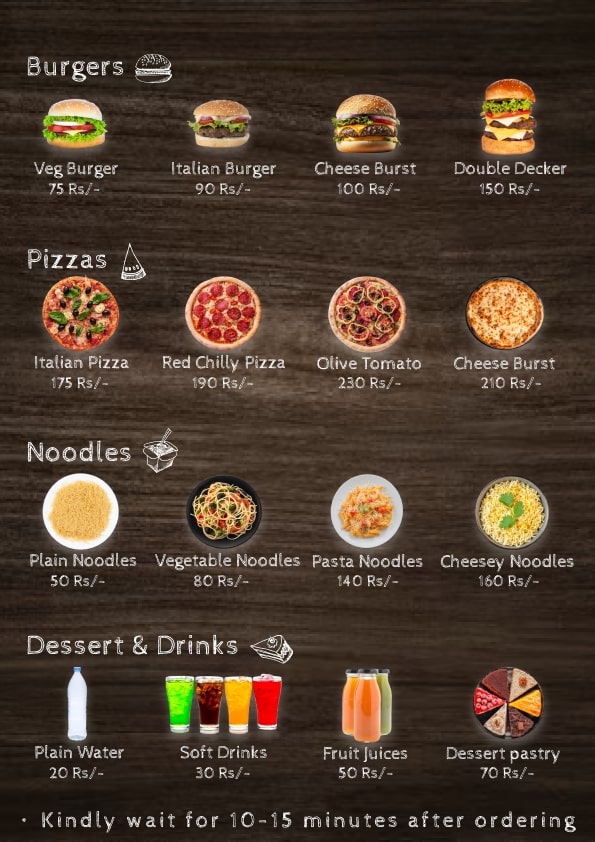 Burgers
Veg Burger Italian Burger Cheese Burst Double Decker
75 Rs/- 90 Rs/- 100 Rs/- 150 Rs/-
Pizzas
Italian Pizza Red Chilly Pizza Olive Tomato Cheese Burst
175 Rs/- 190 Rs/- 230 Rs/- 210 Rs/-
Noodles
Plain Noodles Vegetable Noodles Pasta Noodles Cheesey Noodles
50 Rs/- 80 Rs/- 140 Rs/- 160 Rs/-
Dessert & Drinks
Plain Water Soft Drinks Fruit Juices Dessert pastry
20 Rs/- 30 Rs/- 50 Rs/- 70 Rs/-
· Kindly wait for 10-15 minutes after ordering